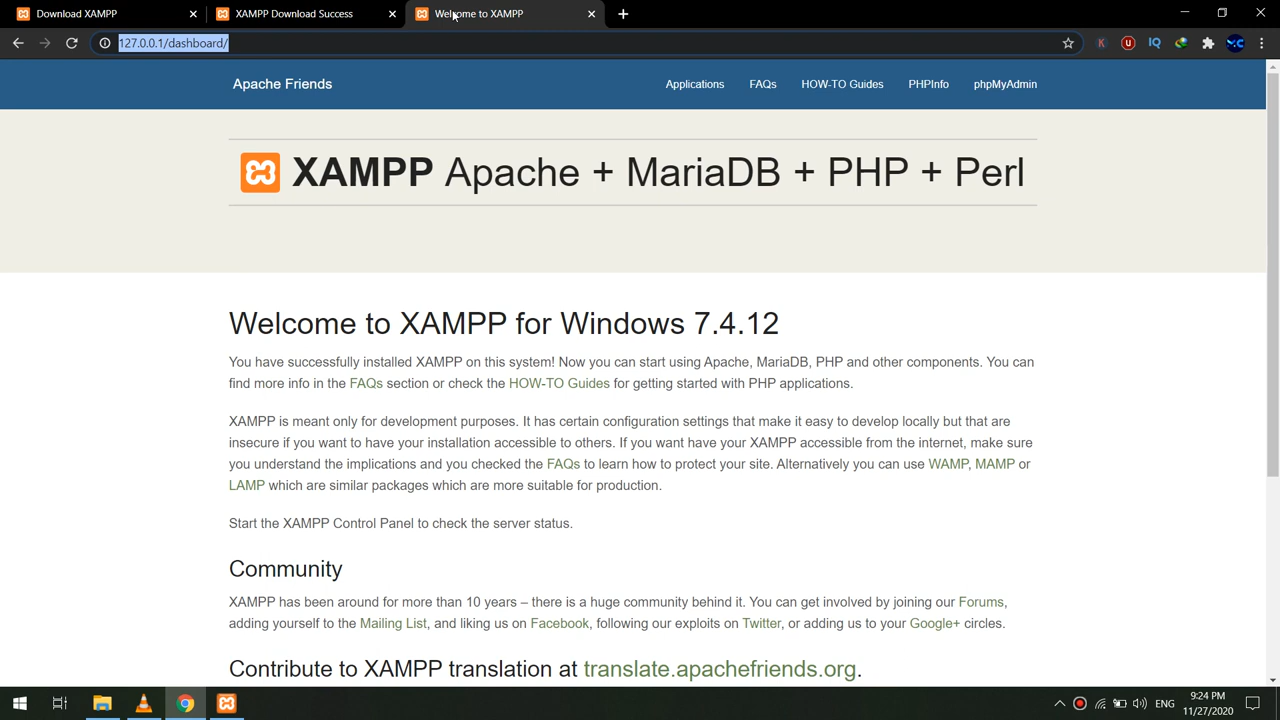 Download XAMPP
XAMPP Download Success
Welcome to XAMPP
127.0.0.1/dashboard/
Apache Friends
Applications
FAQs
HOW-TO Guides
PHPInfo
phpMyAdmin
XAMPP Apache + MariaDB + PHP + Perl
Welcome to XAMPP for Windows 7.4.12
You have successfully installed XAMPP on this system! Now you can start using Apache, MariaDB, PHP and other components. You can
find more info in the FAQs section or check the HOW-TO Guides for getting started with PHP applications.
XAMPP is meant only for development purposes. It has certain configuration settings that make it easy to develop locally but that are
insecure if you want to have your installation accessible to others. If you want have your XAMPP accessible from the internet, make sure
you understand the implications and you checked the FAQs to learn how to protect your site. Alternatively you can use WAMP, MAMP or
LAMP which are similar packages which are more suitable for production.
Start the XAMPP Control Panel to check the server status.
Community
XAMPP has been around for more than 10 years – there is a huge community behind it. You can get involved by joining our Forums,
adding yourself to the Mailing List, and liking us on Facebook, following our exploits on Twitter, or adding us to your Google+ circles.
Contribute to XAMPP translation at translate.apachefriends.org.
ENG
9:24 PM
11/27/2020